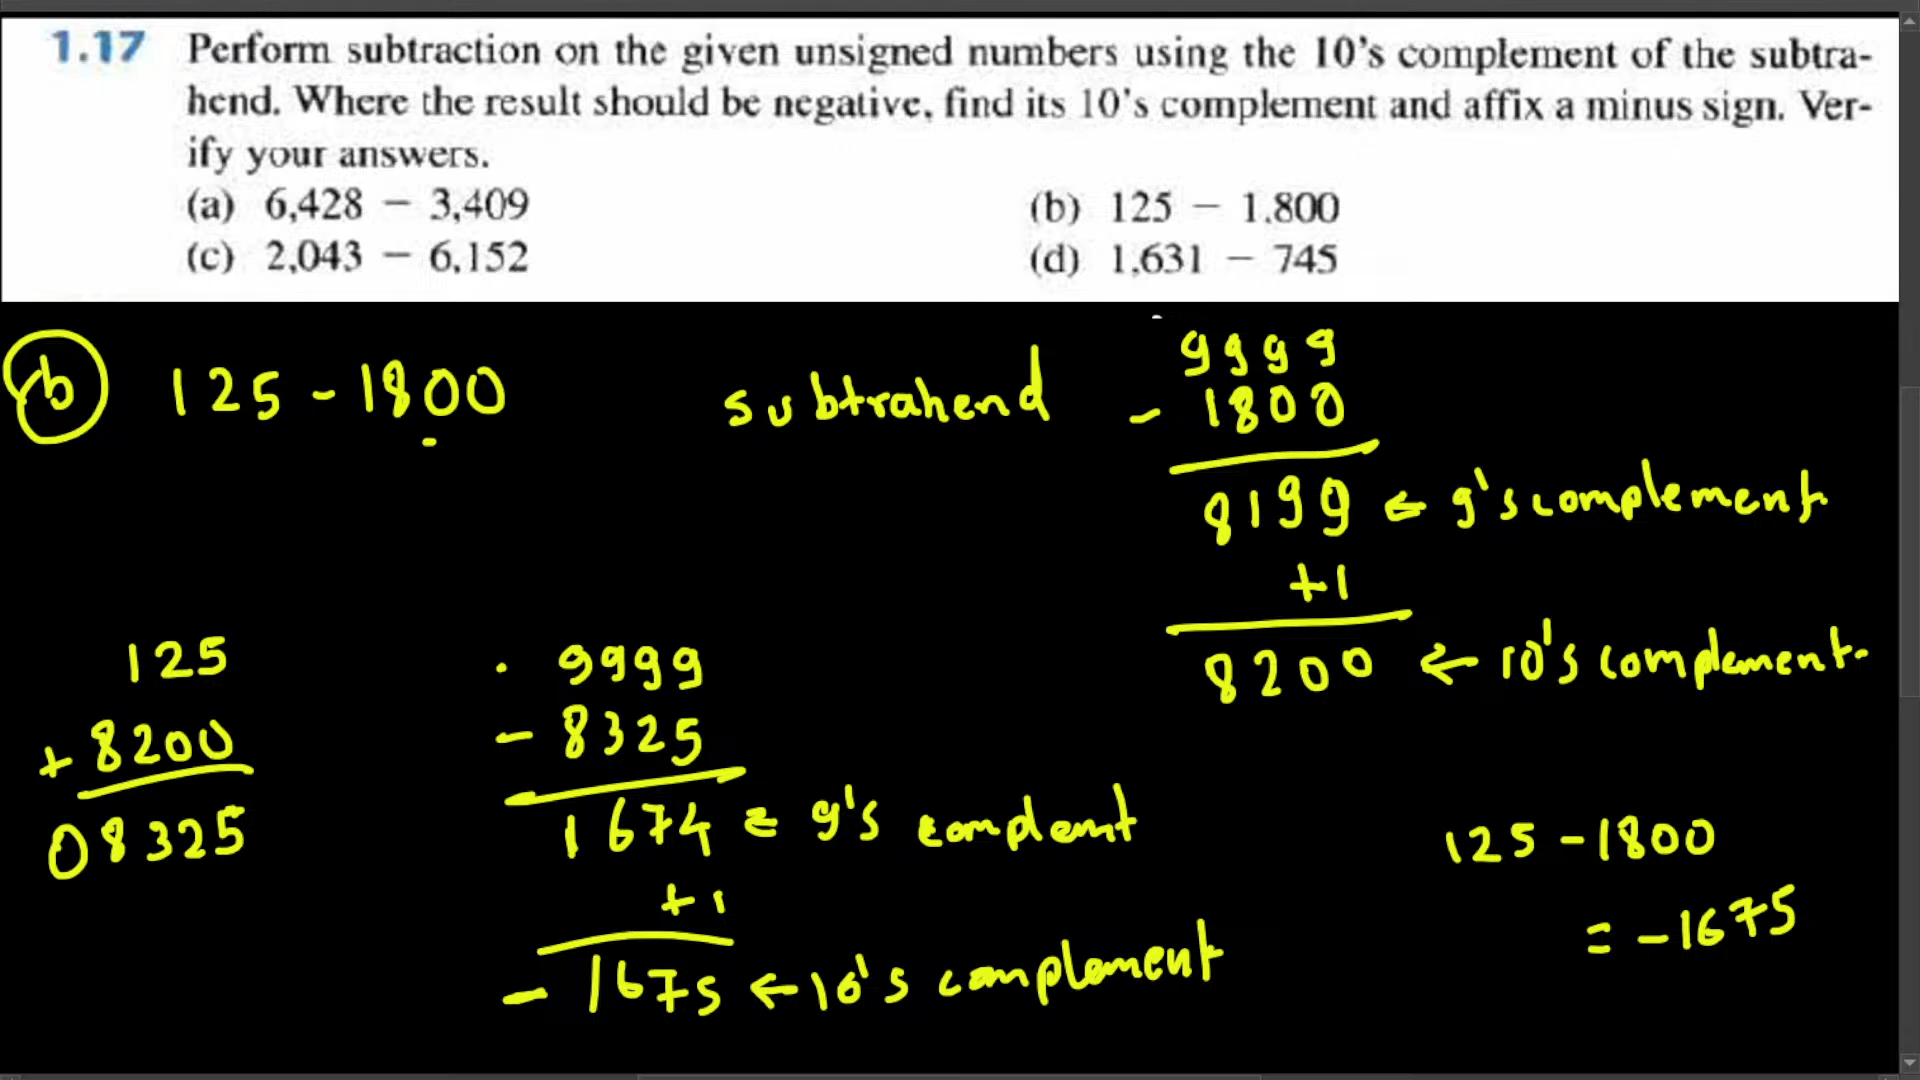 1.17 Perform subtraction on the given unsigned numbers using the 10's complement of the subtra-
hend. Where the result should be negative, find its 10's complement and affix a minus sign. Ver-
ify your answers.
(a) 6,428 − 3,409 (b) 125 − 1,800
(c) 2,043 − 6,152 (d) 1,631 − 745
b 125 - 1800
subtrahend
9999
- 1800
8199 ← 9's complement
+1
8200 ← 10's complement.
125
+ 8200
08325
9999
- 8325
1674 ← 9's complemt
+1
- 1675 ← 10's complement
125 - 1800
= - 1675